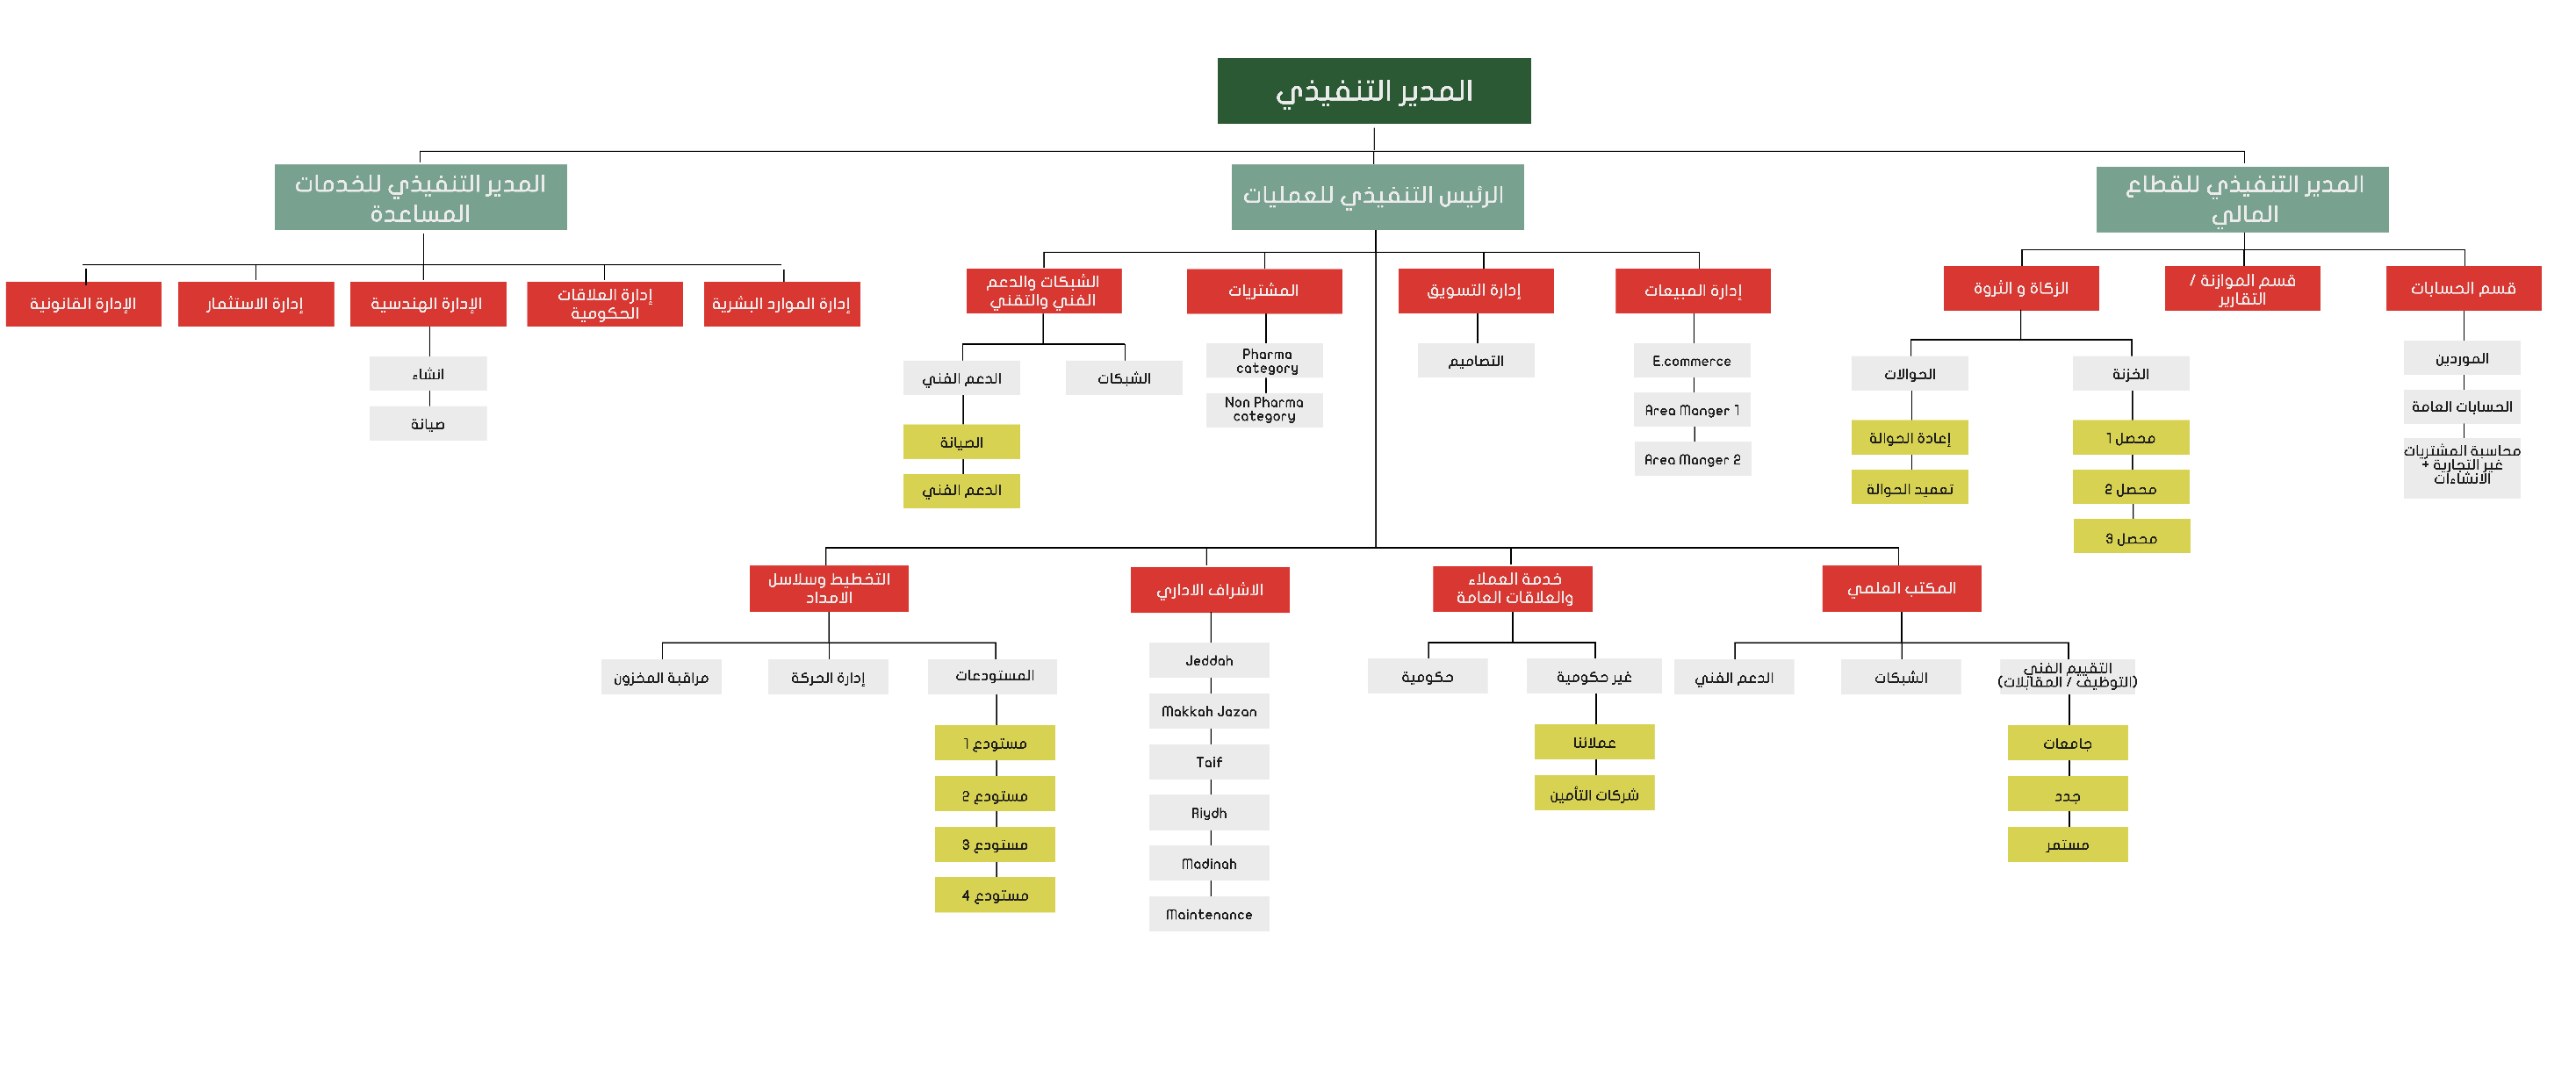 المدير التنفيذي
المدير التنفيذي للقطاع
المالي
الرئيس التنفيذي للعمليات
المدير التنفيذي للخدمات
المساعدة
قسم الحسابات
قسم الموازنة /
التقارير
الزكاة و الثروة
إدارة المبيعات
إدارة التسويق
المشتريات
الشبكات والدعم
الفني والتقني
إدارة الموارد البشرية
إدارة العلاقات
الحكومية
الإدارة الهندسية
إدارة الاستثمار
الإدارة القانونية
الموردين
الحسابات العامة
محاسبة المشتريات
غير التجارية +
الانشاءات
الخزنة
محصل 1
محصل 2
محصل 3
الحوالات
إعادة الحوالة
تعميد الحوالة
E.commerce
Area Manger 1
Area Manger 2
التصاميم
Pharma
category
Non Pharma
category
الشبكات
الدعم الفني
الصيانة
الدعم الفني
انشاء
صيانة
المكتب العلمي
خدمة العملاء
والعلاقات العامة
الاشراف الاداري
التخطيط وسلاسل
الامداد
التقييم الفني
(التوظيف / المقابلات)
جامعات
جدد
مستمر
الشبكات
الدعم الفني
غير حكومية
عملائنا
شركات التأمين
حكومية
Jeddah
Makkah Jazan
Taif
Riydh
Madinah
Maintenance
المستودعات
مستودع 1
مستودع 2
مستودع 3
مستودع 4
إدارة الحركة
مراقبة المخزون